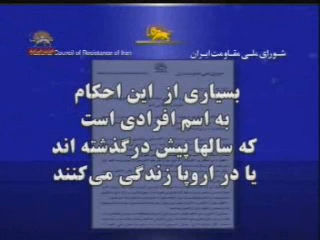 شورای ملی مقاومت ایران
National Council of Resistance of Iran
بسیاری از این احکام
به اسم افرادی است
که سالها پیش درگذشته اند
یا در اروپا زندگی می‌کنند